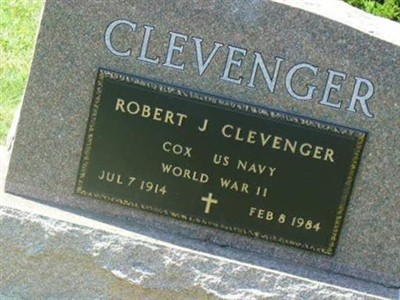 CLEVENGER
ROBERT J CLEVENGER
COX US NAVY
WORLD WAR II
JUL 7 1914 FEB 8 1984